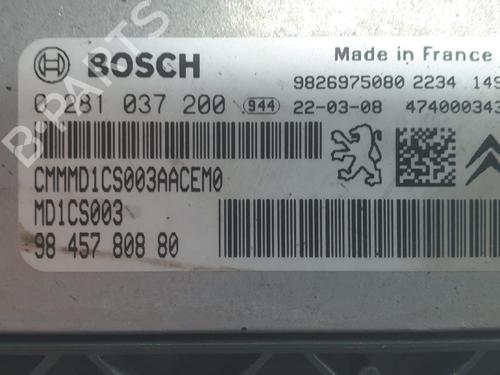 BOSCH
Made in France
9826975080 2234 149
0 281 037 200 944 22-03-08 474000343
CMMMD1CS003AACEM0
MD1CS003
98 457 808 80
B-PARTS